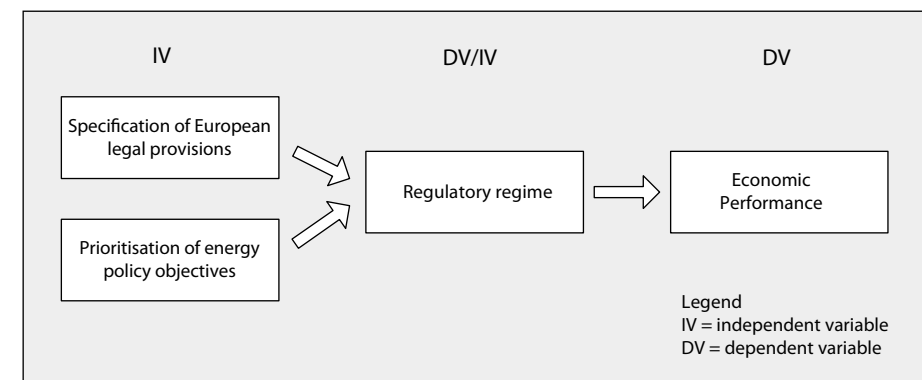 IV
DV/IV
DV
Specification of European
legal provisions
Prioritisation of energy
policy objectives
Regulatory regime
Economic
Performance
Legend
IV = independent variable
DV = dependent variable